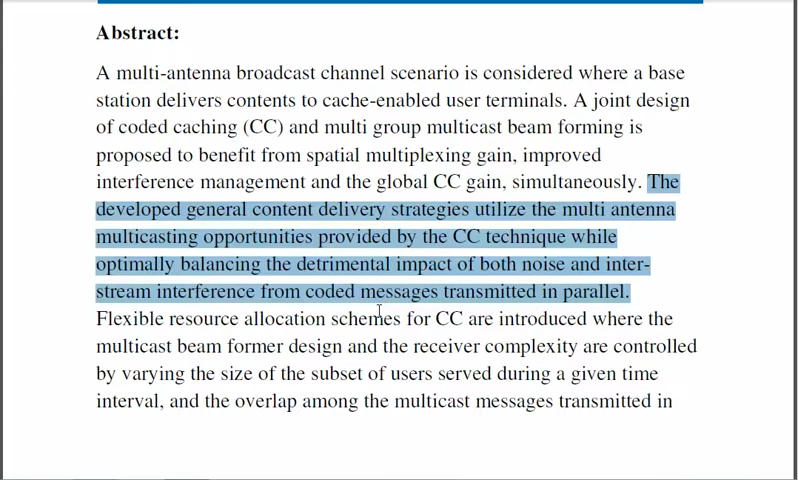 Abstract:
A multi-antenna broadcast channel scenario is considered where a base
station delivers contents to cache-enabled user terminals. A joint design
of coded caching (CC) and multi group multicast beam forming is
proposed to benefit from spatial multiplexing gain, improved
interference management and the global CC gain, simultaneously. The
developed general content delivery strategies utilize the multi antenna
multicasting opportunities provided by the CC technique while
optimally balancing the detrimental impact of both noise and inter-
stream interference from coded messages transmitted in parallel.
Flexible resource allocation schemes for CC are introduced where the
multicast beam former design and the receiver complexity are controlled
by varying the size of the subset of users served during a given time
interval, and the overlap among the multicast messages transmitted in